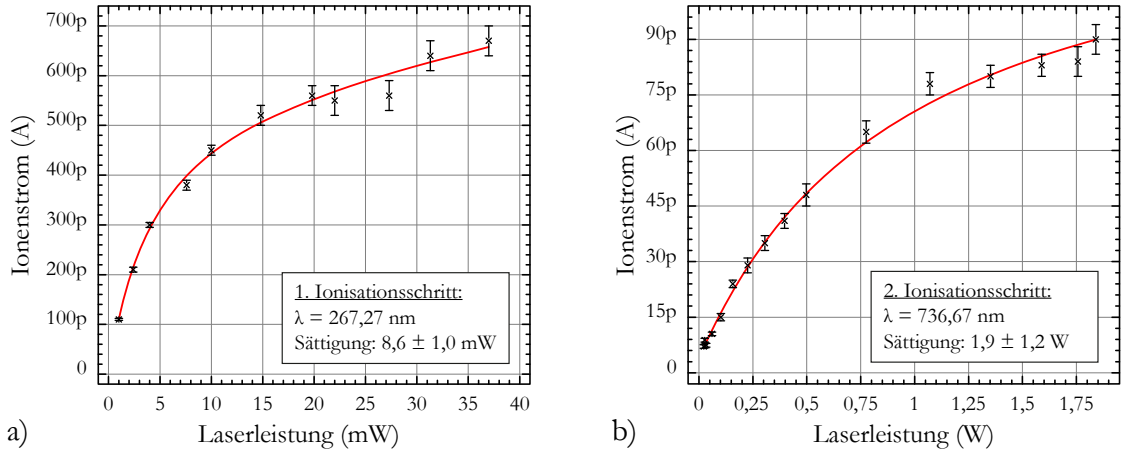 700p
600p
500p
400p
300p
200p
100p
0
Ionenstrom (A)
1. Ionisationsschritt:
λ = 267,27 nm
Sättigung: 8,6 ± 1,0 mW
0 5 10 15 20 25 30 35 40
Laserleistung (mW)
a)
90p
75p
60p
45p
30p
15p
0
Ionenstrom (A)
2. Ionisationsschritt:
λ = 736,67 nm
Sättigung: 1,9 ± 1,2 W
0 0,25 0,5 0,75 1 1,25 1,5 1,75
Laserleistung (W)
b)